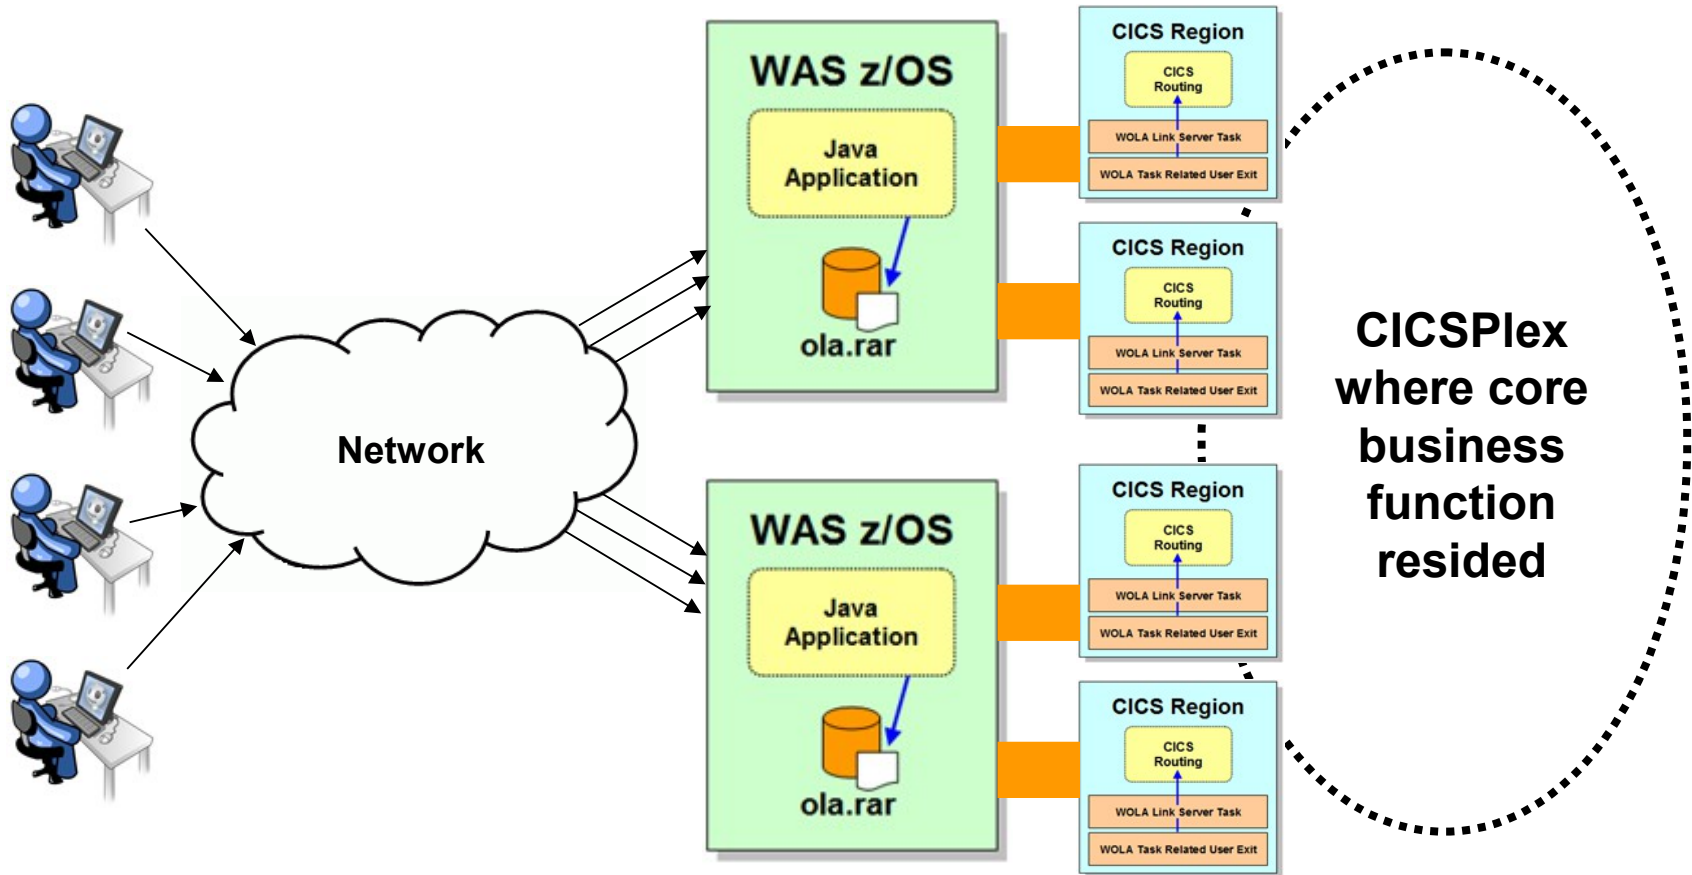 Network
WAS z/OS
Java
Application
ola.rar
WAS z/OS
Java
Application
ola.rar
CICS Region
CICS
Routing
WOLA Link Server Task
WOLA Task Related User Exit
CICS Region
CICS
Routing
WOLA Link Server Task
WOLA Task Related User Exit
CICS Region
CICS
Routing
WOLA Link Server Task
WOLA Task Related User Exit
CICS Region
CICS
Routing
WOLA Link Server Task
WOLA Task Related User Exit
CICSPlex
where core
business
function
resided